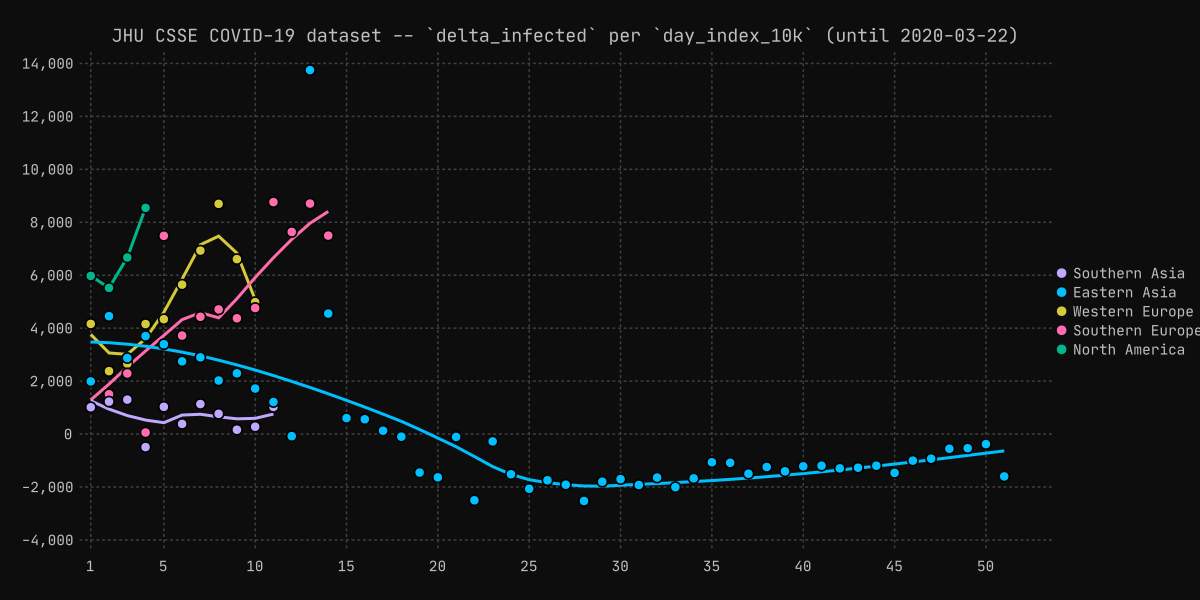 JHU CSSE COVID-19 dataset -- `delta_infected` per `day_index_10k` (until 2020-03-22)
14,000
12,000
10,000
8,000
6,000
4,000
2,000
0
-2,000
-4,000
1 5 10 15 20 25 30 35 40 45 50
Southern Asia
Eastern Asia
Western Europe
Southern Europe
North America